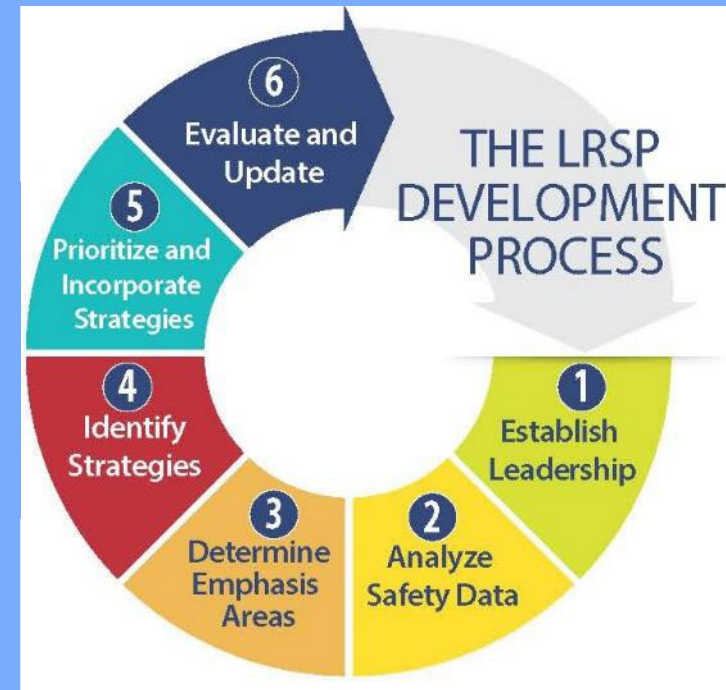 THE LRSP
DEVELOPMENT
PROCESS
1
Establish
Leadership
2
Analyze
Safety Data
3
Determine
Emphasis
Areas
4
Identify
Strategies
5
Prioritize and
Incorporate
Strategies
6
Evaluate and
Update